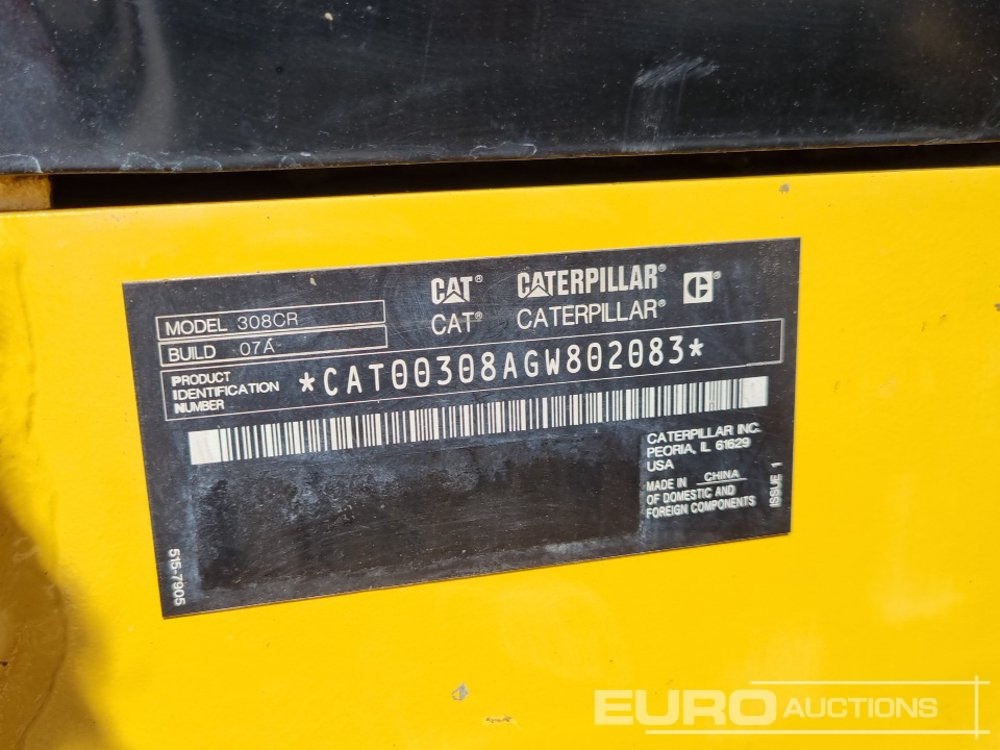 CAT® CATERPILLAR® C®
CAT® CATERPILLAR®
MODEL 308CR
BUILD 07A
PRODUCT
IDENTIFICATION
NUMBER
*CAT00308AGW802083*
CATERPILLAR INC.
PEORIA, IL 61629
USA
MADE IN CHINA
OF DOMESTIC AND
FOREIGN COMPONENTS
ISSUE 1
515-7905
EURO AUCTIONS